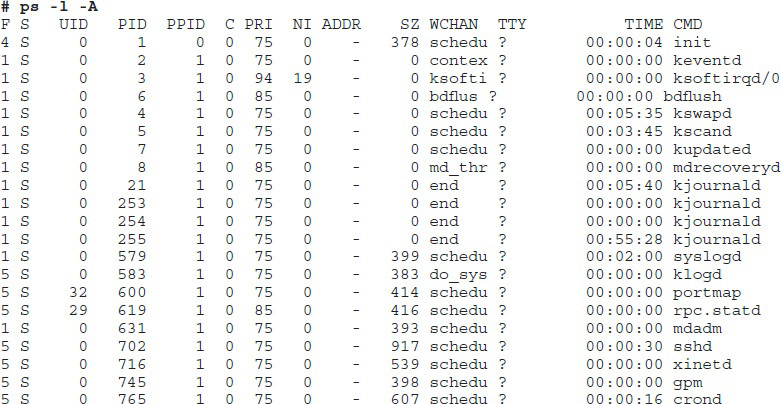 # ps -l -A
F S UID PID PPID C PRI NI ADDR SZ WCHAN TTY TIME CMD
4 S 0 1 0 0 75 0 - 378 schedu ? 00:00:04 init
1 S 0 2 1 0 75 0 - 0 contex ? 00:00:00 keventd
1 S 0 3 1 0 94 19 - 0 ksofti ? 00:00:00 ksoftirqd/0
1 S 0 6 1 0 85 0 - 0 bdflus ? 00:00:00 bdflush
1 S 0 4 1 0 75 0 - 0 schedu ? 00:05:35 kswapd
1 S 0 5 1 0 75 0 - 0 schedu ? 00:03:45 kscand
1 S 0 7 1 0 75 0 - 0 schedu ? 00:00:00 kupdated
1 S 0 8 1 0 85 0 - 0 md_thr ? 00:00:00 mdrecoveryd
1 S 0 21 1 0 75 0 - 0 end ? 00:05:40 kjournald
1 S 0 253 1 0 75 0 - 0 end ? 00:00:00 kjournald
1 S 0 254 1 0 75 0 - 0 end ? 00:00:00 kjournald
1 S 0 255 1 0 75 0 - 0 end ? 00:55:28 kjournald
1 S 0 579 1 0 75 0 - 399 schedu ? 00:02:00 syslogd
5 S 0 583 1 0 75 0 - 383 do_sys ? 00:00:00 klogd
5 S 32 600 1 0 75 0 - 414 schedu ? 00:00:00 portmap
5 S 29 619 1 0 85 0 - 416 schedu ? 00:00:00 rpc.statd
1 S 0 631 1 0 75 0 - 393 schedu ? 00:00:00 mdadm
5 S 0 702 1 0 75 0 - 917 schedu ? 00:00:30 sshd
5 S 0 716 1 0 75 0 - 539 schedu ? 00:00:00 xinetd
5 S 0 745 1 0 75 0 - 398 schedu ? 00:00:00 gpm
5 S 0 765 1 0 75 0 - 607 schedu ? 00:00:16 crond